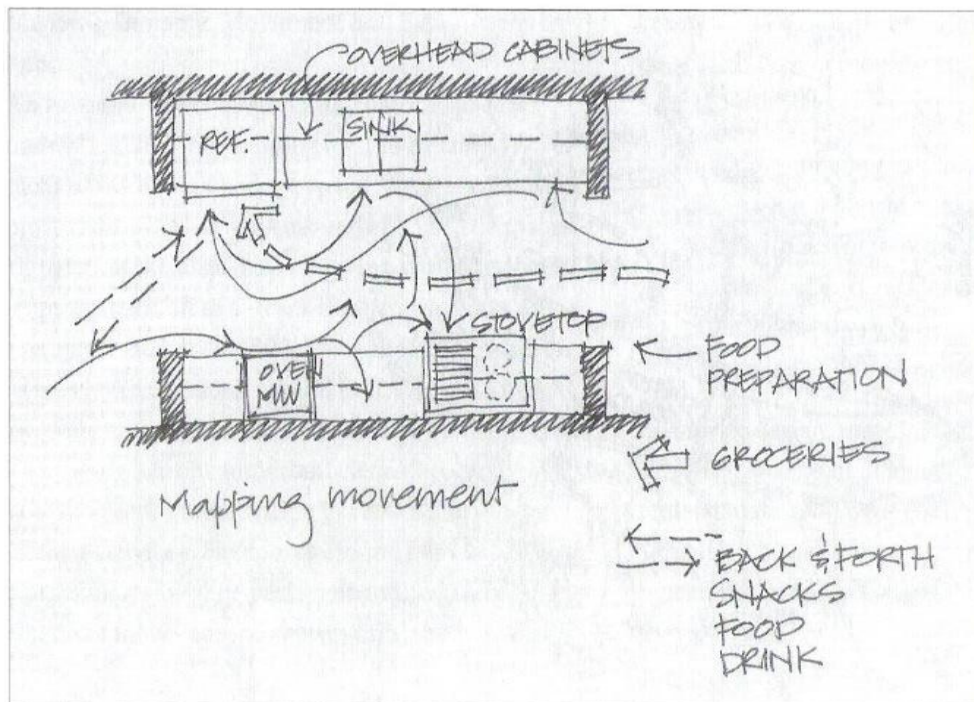 OVERHEAD CABINETS
REF.
SINK
STOVETOP
OVEN
MW
FOOD
PREPARATION
GROCERIES
Mapping movement
BACK & FORTH
SNACKS
FOOD
DRINK